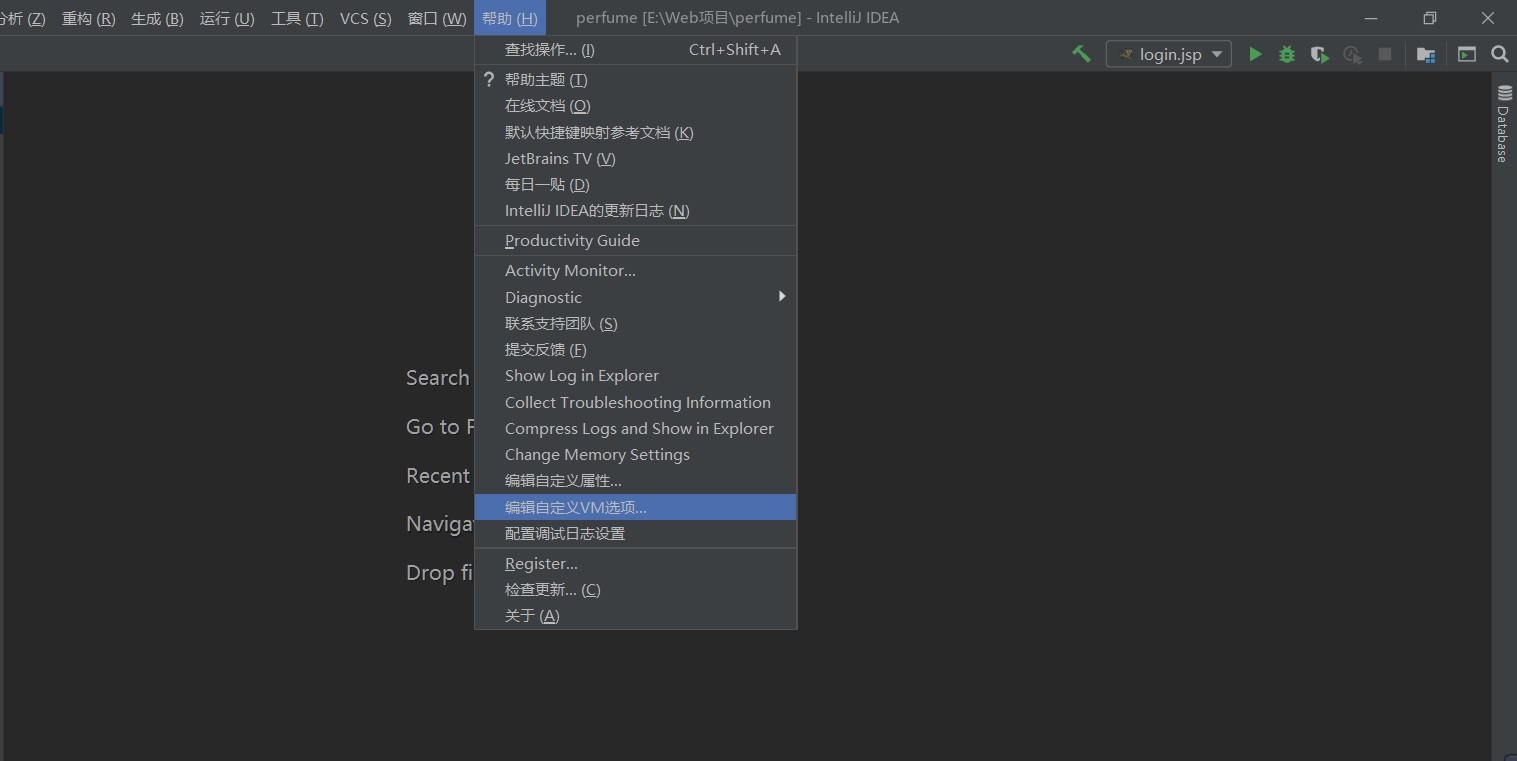 分析 (Z) 重构 (R) 生成 (B) 运行 (U) 工具 (T) VCS (S) 窗口 (W) 帮助 (H) perfume [E:\Web项目\perfume] - IntelliJ IDEA
login.jsp
查找操作... (I) Ctrl+Shift+A
? 帮助主题 (T)
在线文档 (O)
默认快捷键映射参考文档 (K)
JetBrains TV (V)
每日一贴 (D)
IntelliJ IDEA的更新日志 (N)
Productivity Guide
Activity Monitor...
Diagnostic
联系支持团队 (S)
提交反馈 (F)
Show Log in Explorer
Collect Troubleshooting Information
Compress Logs and Show in Explorer
Change Memory Settings
编辑自定义属性...
编辑自定义VM选项...
配置调试日志设置
Register...
检查更新... (C)
关于 (A)
Search
Go to F
Recent
Naviga
Drop fi
Database